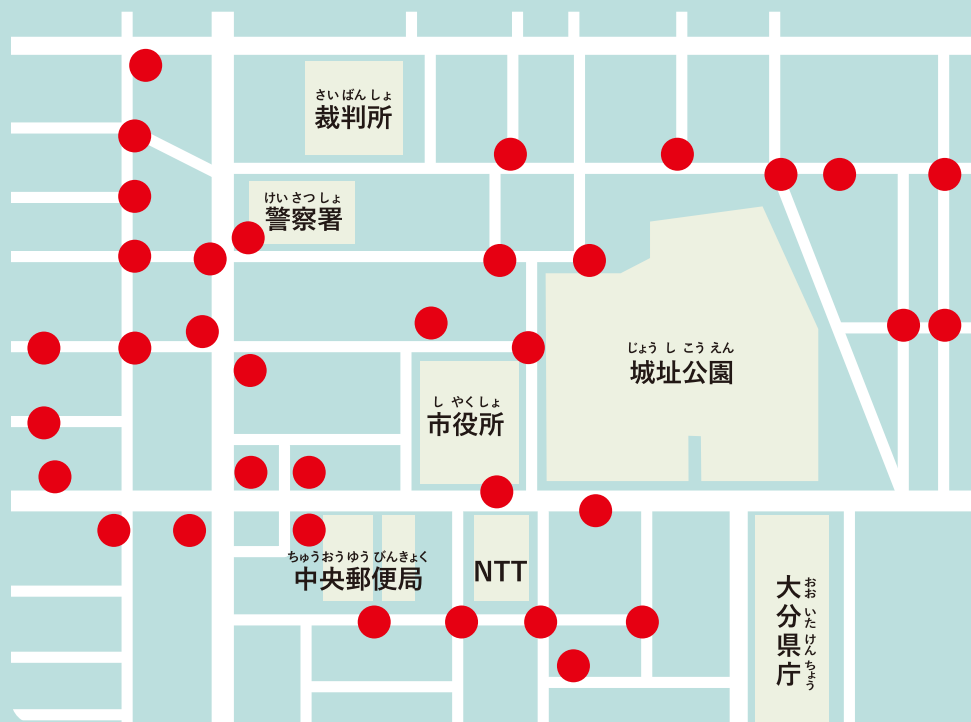 さいばんしょ
裁判所
けいさつしょ
警察署
じょうしこうえん
城址公園
しやくしょ
市役所
ちゅうおうゆうびんきょく
中央郵便局
NTT
おおいたけんちょう
大分県庁